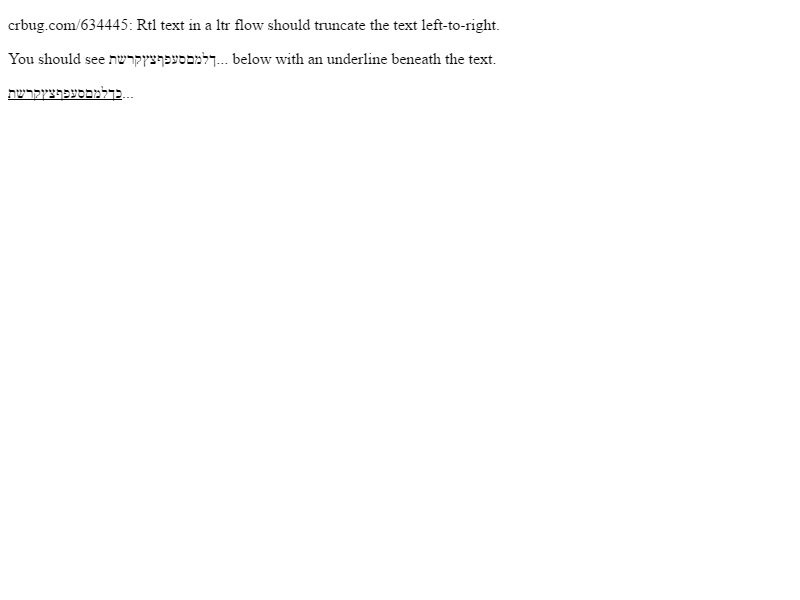 crbug.com/634445: Rtl text in a ltr flow should truncate the text left-to-right.
You should see ךלמםסעפףצץקרשת... below with an underline beneath the text.
כךלמםסעפףצץקרשת...